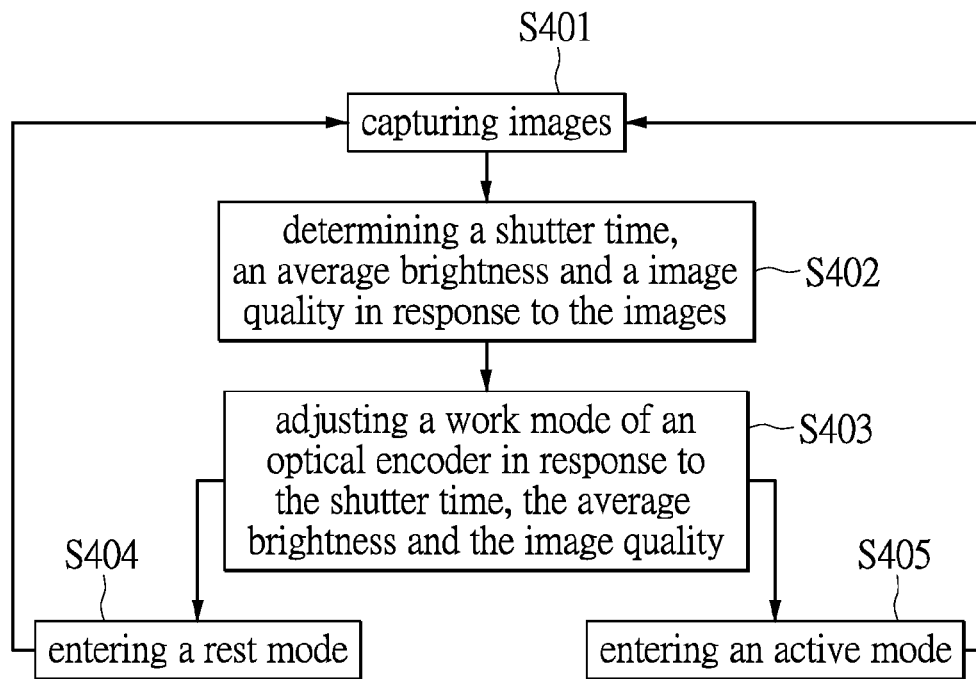 S401
capturing images
determining a shutter time,
an average brightness and a image
quality in response to the images
S402
adjusting a work mode of an
optical encoder in response to
the shutter time, the average
brightness and the image quality
S403
S404
entering a rest mode
S405
entering an active mode